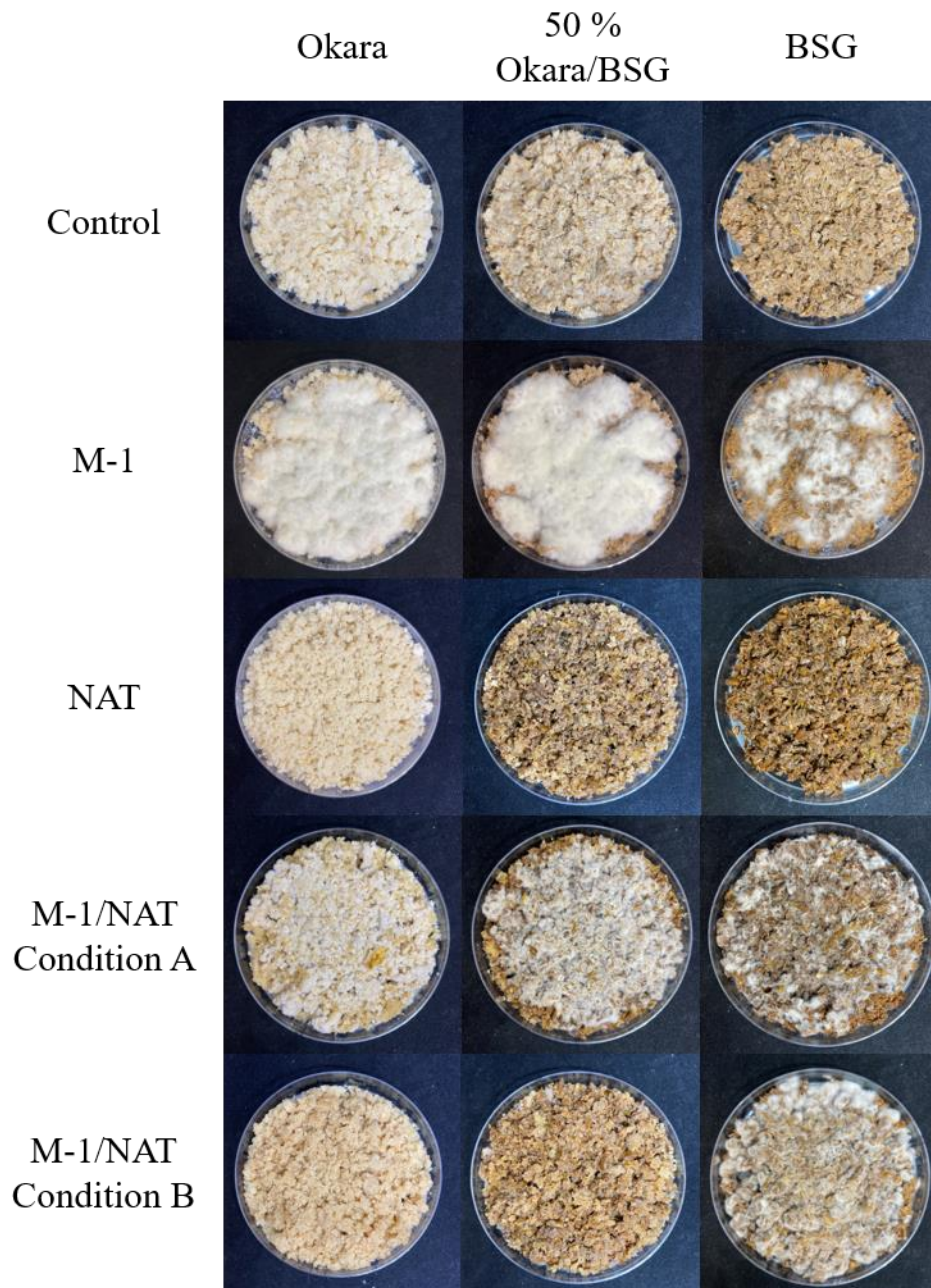 Okara
50 %
Okara/BSG
BSG
Control
M-1
NAT
M-1/NAT
Condition A
M-1/NAT
Condition B